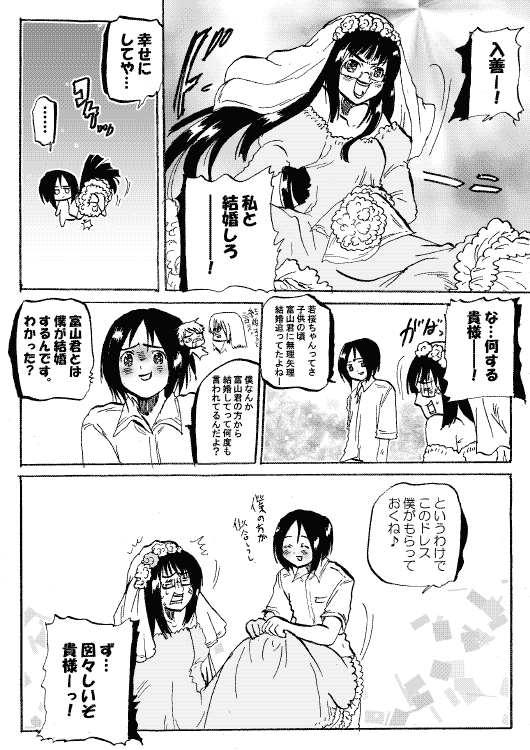 入善ー!
私と
結婚しろ
ーーー!
幸せに
してや…
コテッ
……
な…何する
貴様ーー!
がばっ
若桜ちゃんってさ
子供の頃
富山君に無理矢理
結婚迫ってたよね
僕なんか
富山君の方から
結婚してって何度も
言われてるんだよ?
富山君とは
僕が結婚
するんです。
わかった?
というわけで
このドレス
僕がもらって
おくね♪
僕のが
似合うし
ず…
図々しいぞ
貴様ーっ!